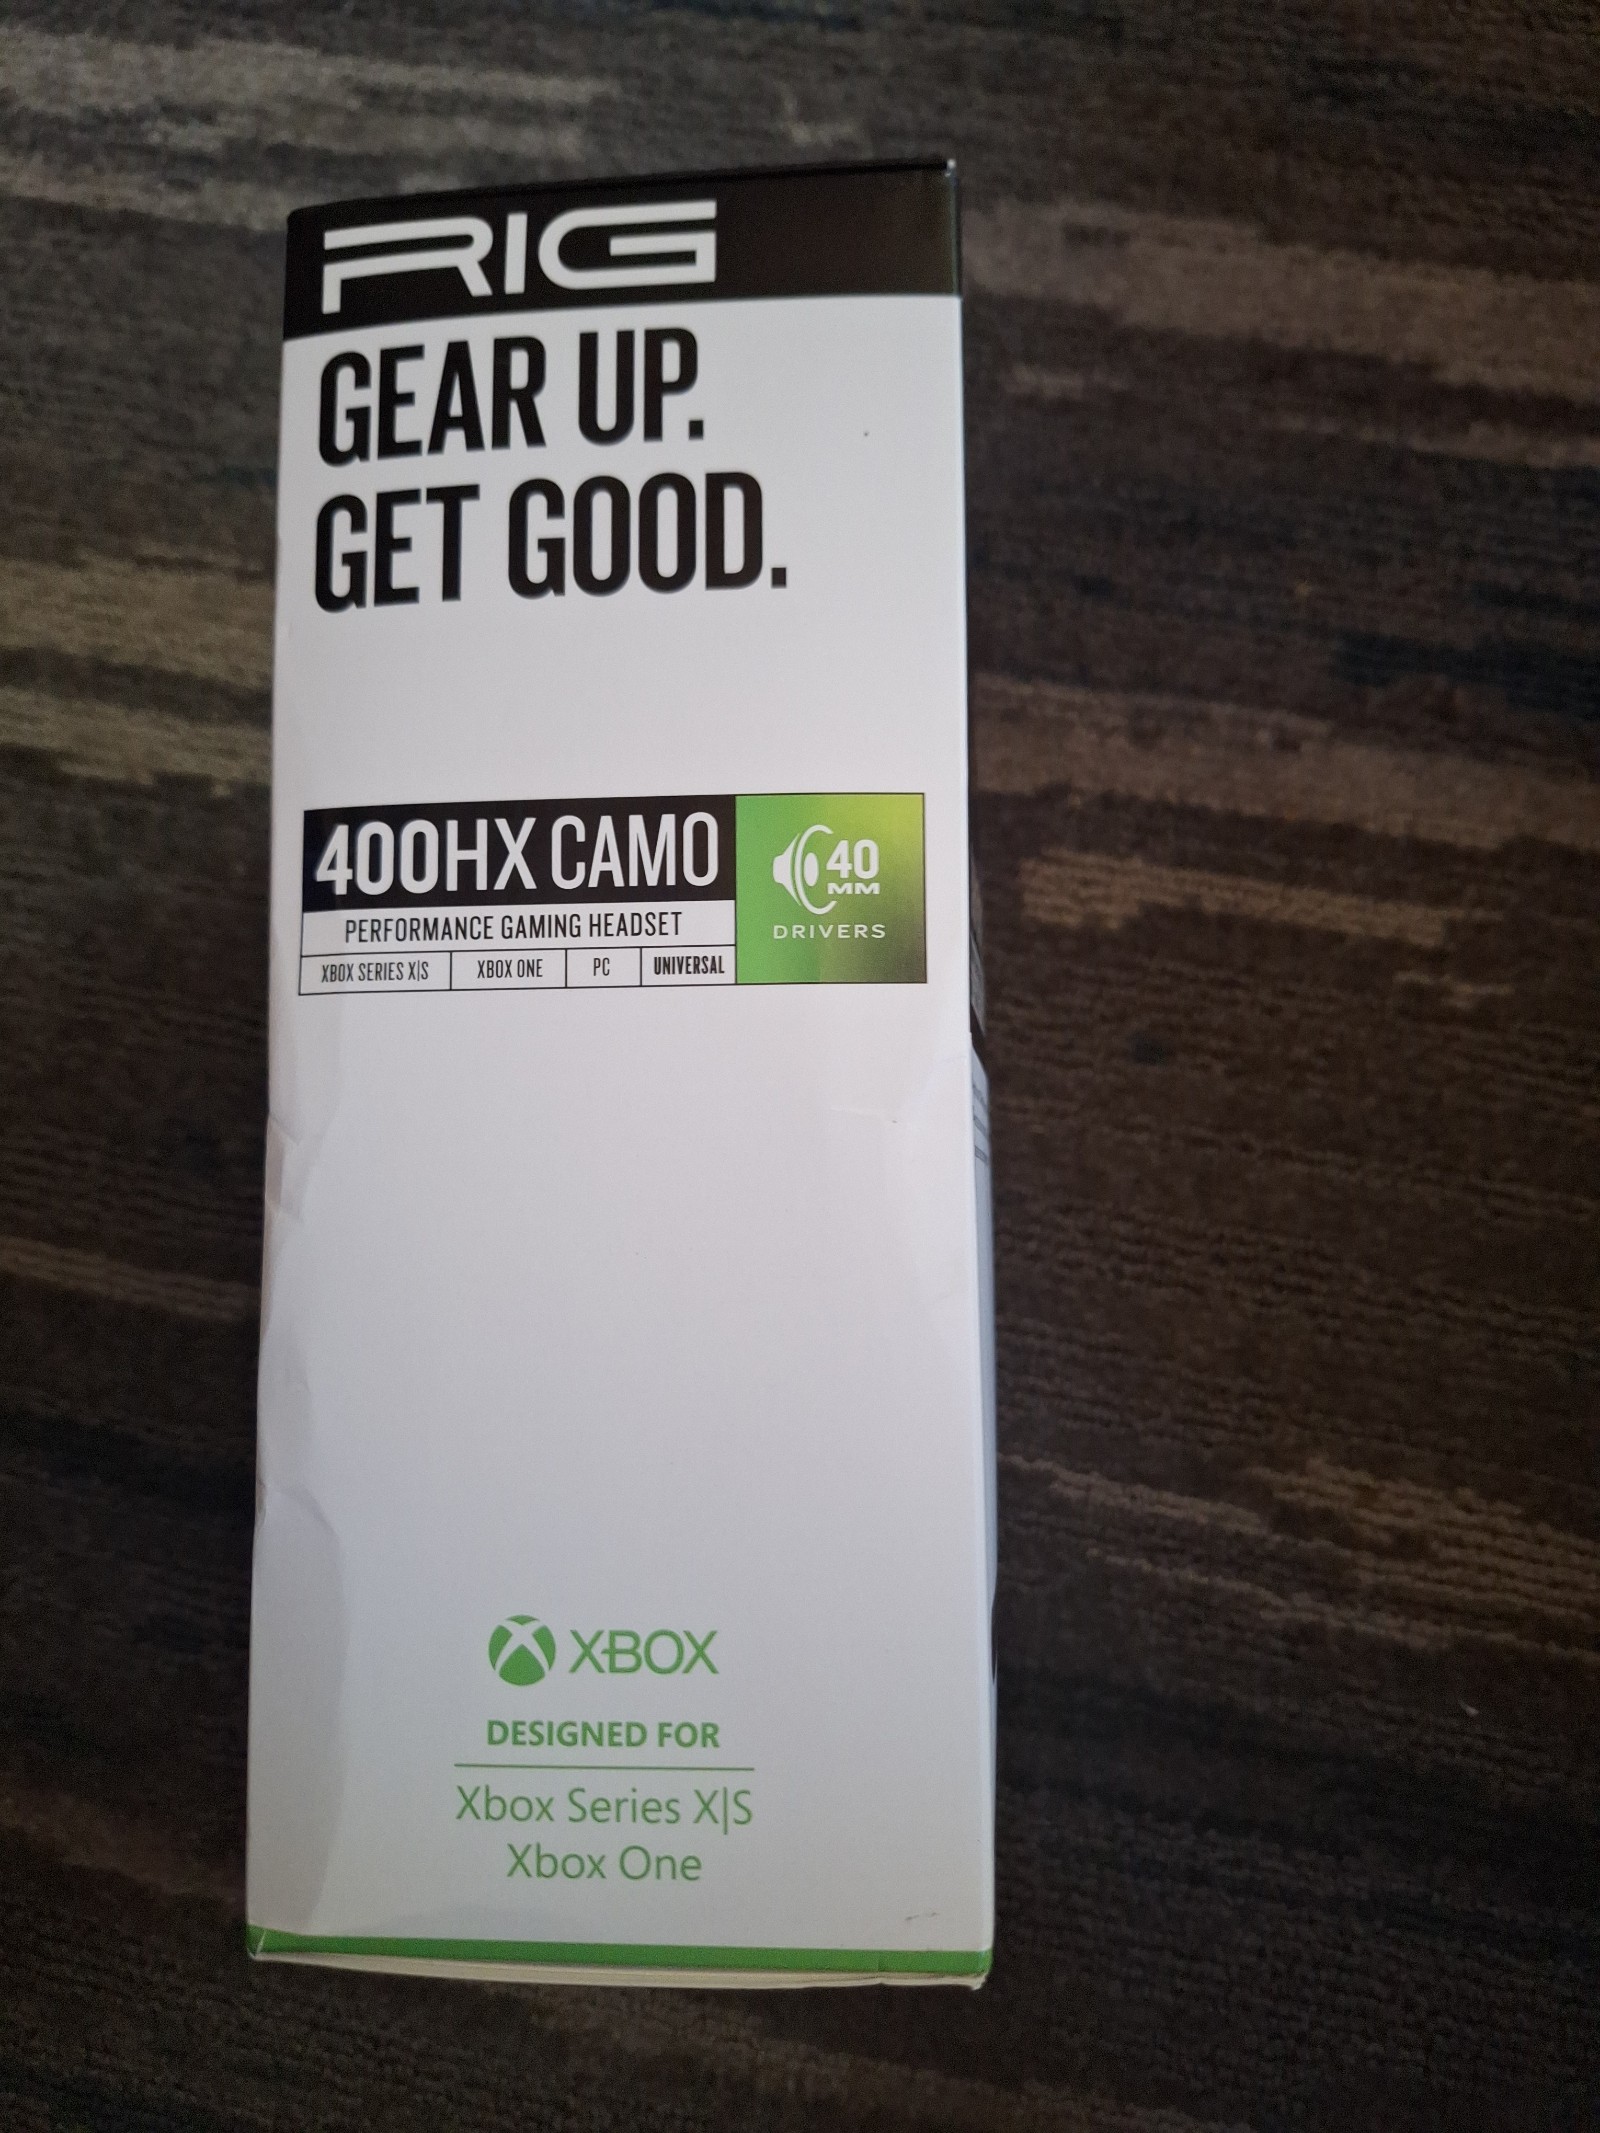 RIG
GEAR UP.
GET GOOD.
400HX CAMO
PERFORMANCE GAMING HEADSET
XBOX SERIES X|S XBOX ONE PC UNIVERSAL
40
MM
DRIVERS
XBOX
DESIGNED FOR
Xbox Series X|S
Xbox One